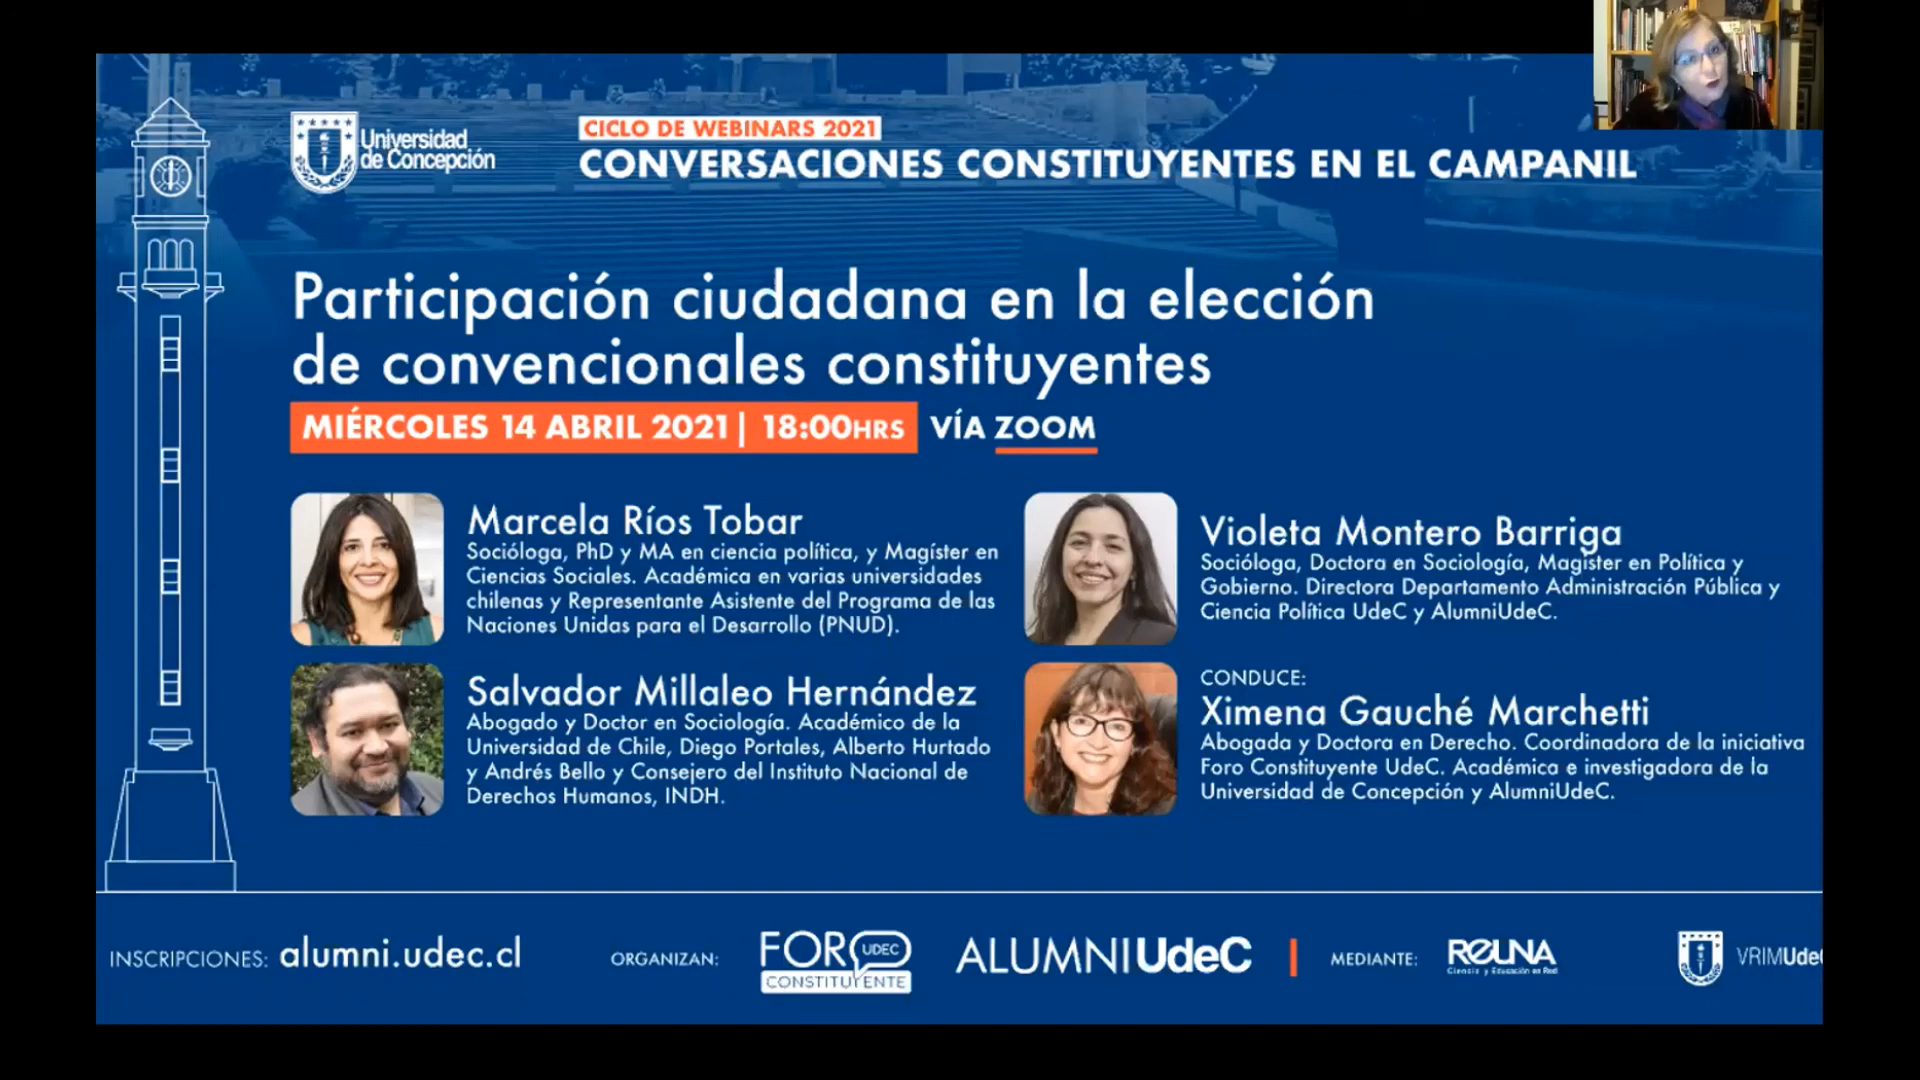 Universidad
de Concepción
CICLO DE WEBINARS 2021
CONVERSACIONES CONSTITUYENTES EN EL CAMPANIL
Participación ciudadana en la elección
de convencionales constituyentes
MIÉRCOLES 14 ABRIL 2021 | 18:00HRS VÍA ZOOM
Marcela Ríos Tobar
Socióloga, PhD y MA en ciencia política, y Magíster en
Ciencias Sociales. Académica en varias universidades
chilenas y Representante Asistente del Programa de las
Naciones Unidas para el Desarrollo (PNUD).
Violeta Montero Barriga
Socióloga, Doctora en Sociología, Magíster en Política y
Gobierno. Directora Departamento Administración Pública y
Ciencia Política UdeC y AlumniUdeC.
Salvador Millaleo Hernández
Abogado y Doctor en Sociología. Académico de la
Universidad de Chile, Diego Portales, Alberto Hurtado
y Andrés Bello y Consejero del Instituto Nacional de
Derechos Humanos, INDH.
CONDUCE:
Ximena Gauché Marchetti
Abogada y Doctora en Derecho. Coordinadora de la iniciativa
Foro Constituyente UdeC. Académica e investigadora de la
Universidad de Concepción y AlumniUdeC.
INSCRIPCIONES: alumni.udec.cl
ORGANIZAN:
FORO UDEC
CONSTITUYENTE
ALUMNIUdeC
MEDIANTE:
REUNA
Ciencia y Educación en Red
VRIMUdeC